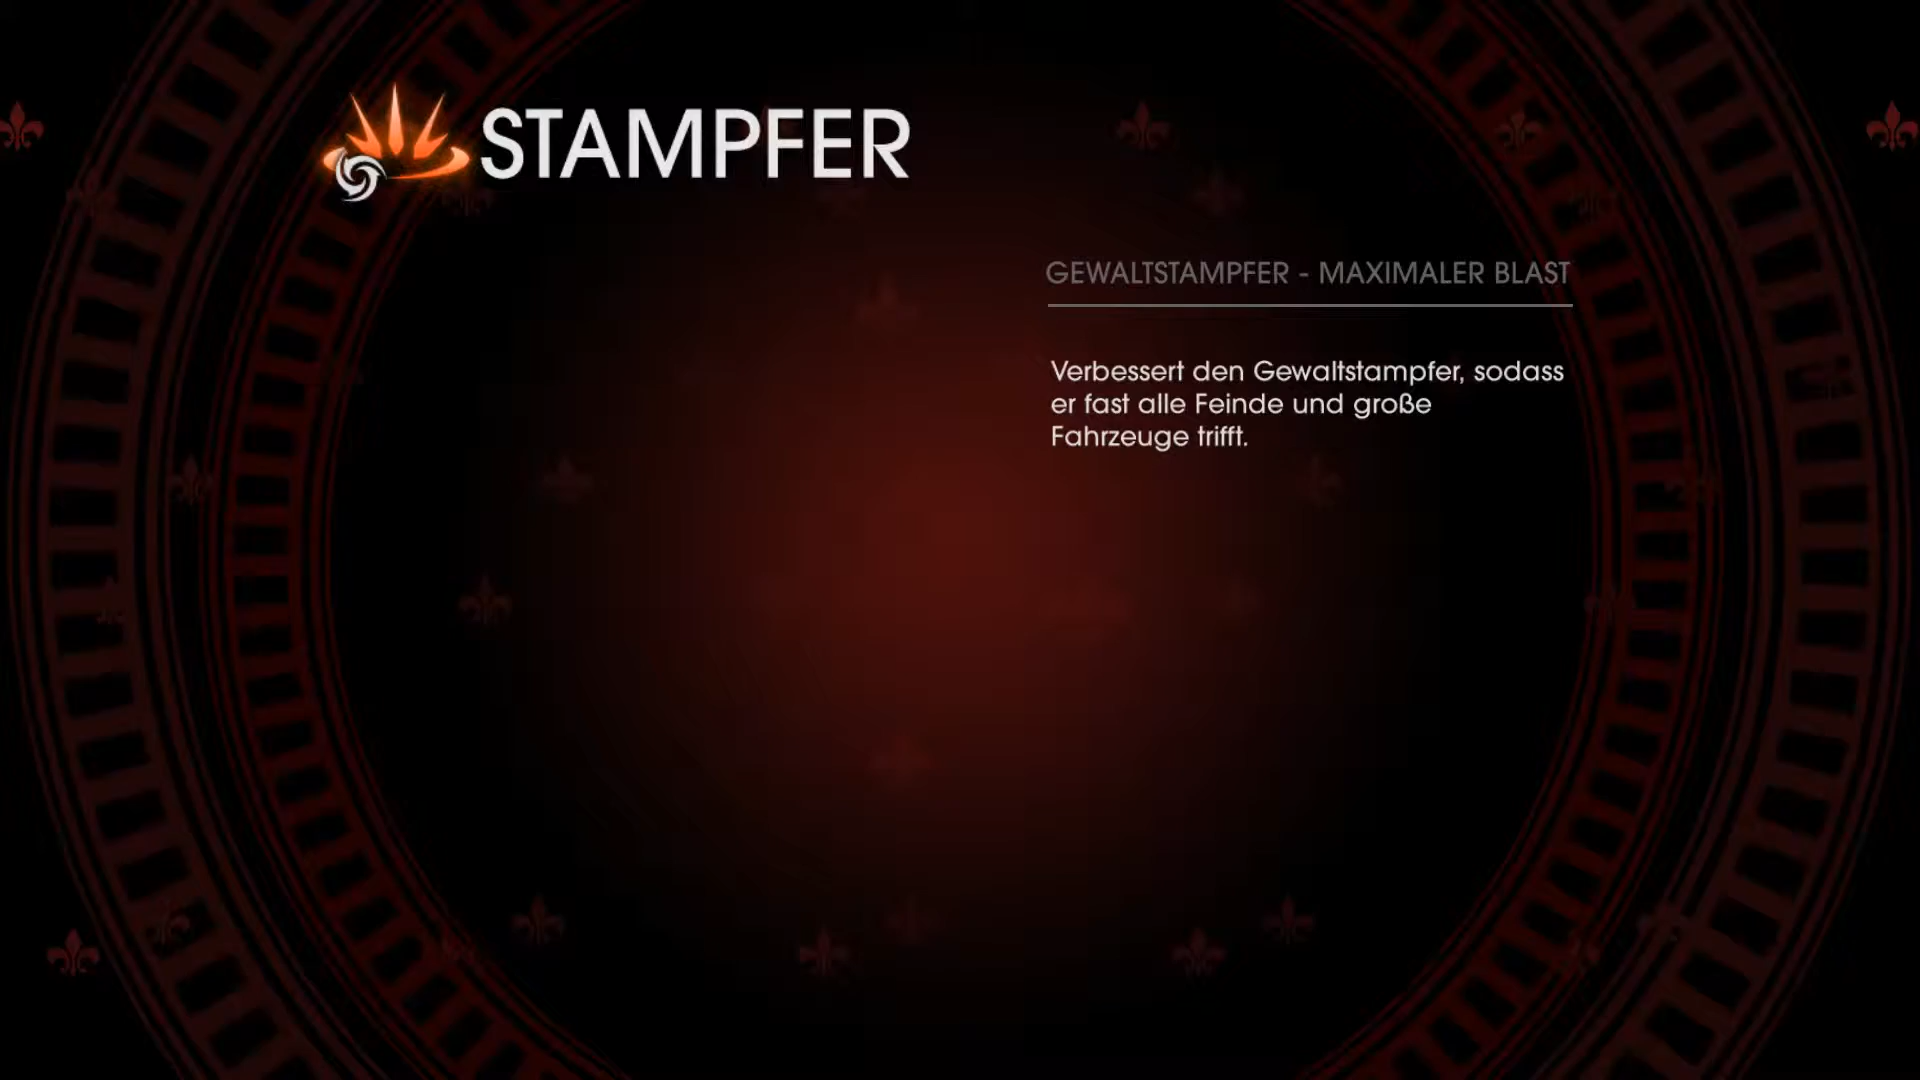 STAMPFER
GEWALTSTAMPFER - MAXIMALER BLAST
Verbessert den Gewaltstampfer, sodass
er fast alle Feinde und große
Fahrzeuge trifft.